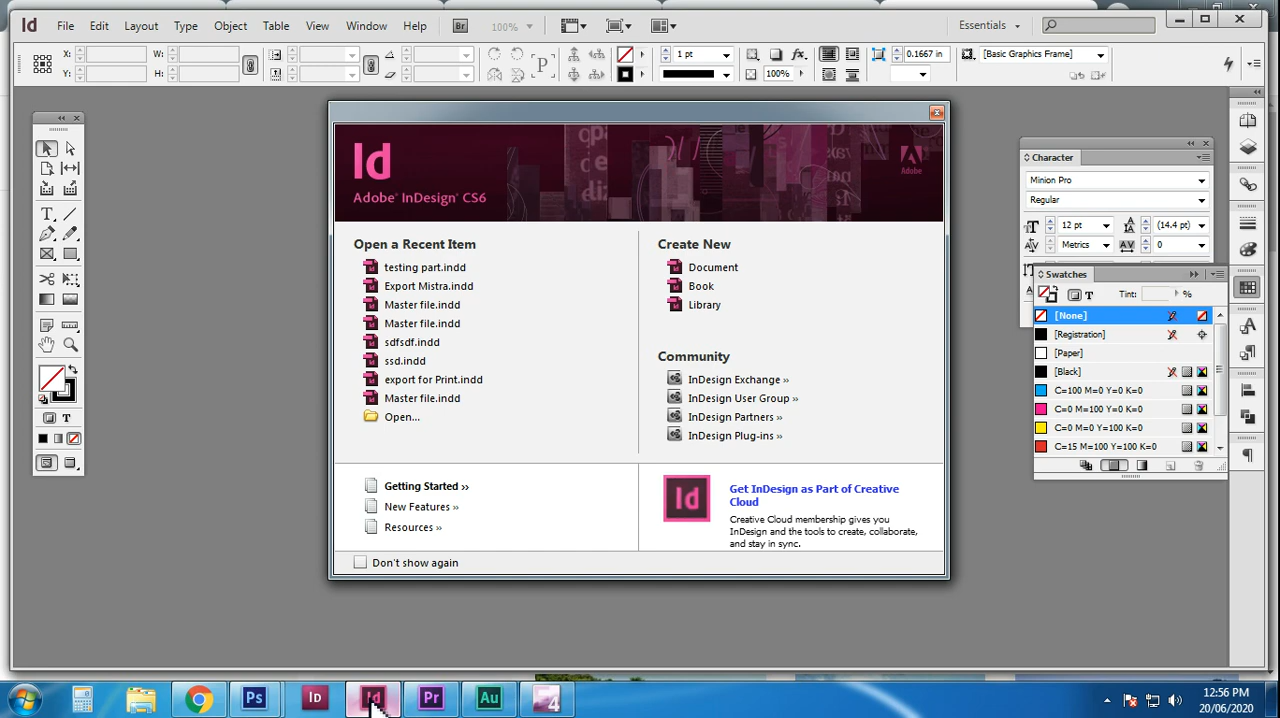 Id File Edit Layout Type Object Table View Window Help Br 100% Essentials
X: W: 1 pt 0.1667 in [Basic Graphics Frame]
Y: H: P fx. 100%
Id
Adobe
Adobe® InDesign® CS6
Open a Recent Item
testing part.indd
Export Mistra.indd
Master file.indd
Master file.indd
sdfsdf.indd
ssd.indd
export for Print.indd
Master file.indd
Open...
Create New
Document
Book
Library
Community
InDesign Exchange »
InDesign User Group »
InDesign Partners »
InDesign Plug-ins »
Getting Started »
New Features »
Resources »
Id
Get InDesign as Part of Creative
Cloud
Creative Cloud membership gives you
InDesign and the tools to create, collaborate,
and stay in sync.
Don't show again
Character
Minion Pro
Regular
12 pt (14.4 pt)
Metrics 0
Swatches
T Tint: %
[None]
[Registration]
[Paper]
[Black]
C=100 M=0 Y=0 K=0
C=0 M=100 Y=0 K=0
C=0 M=0 Y=100 K=0
C=15 M=100 Y=100 K=0
Ps ID Id Pr Au 4
12:56 PM
20/06/2020